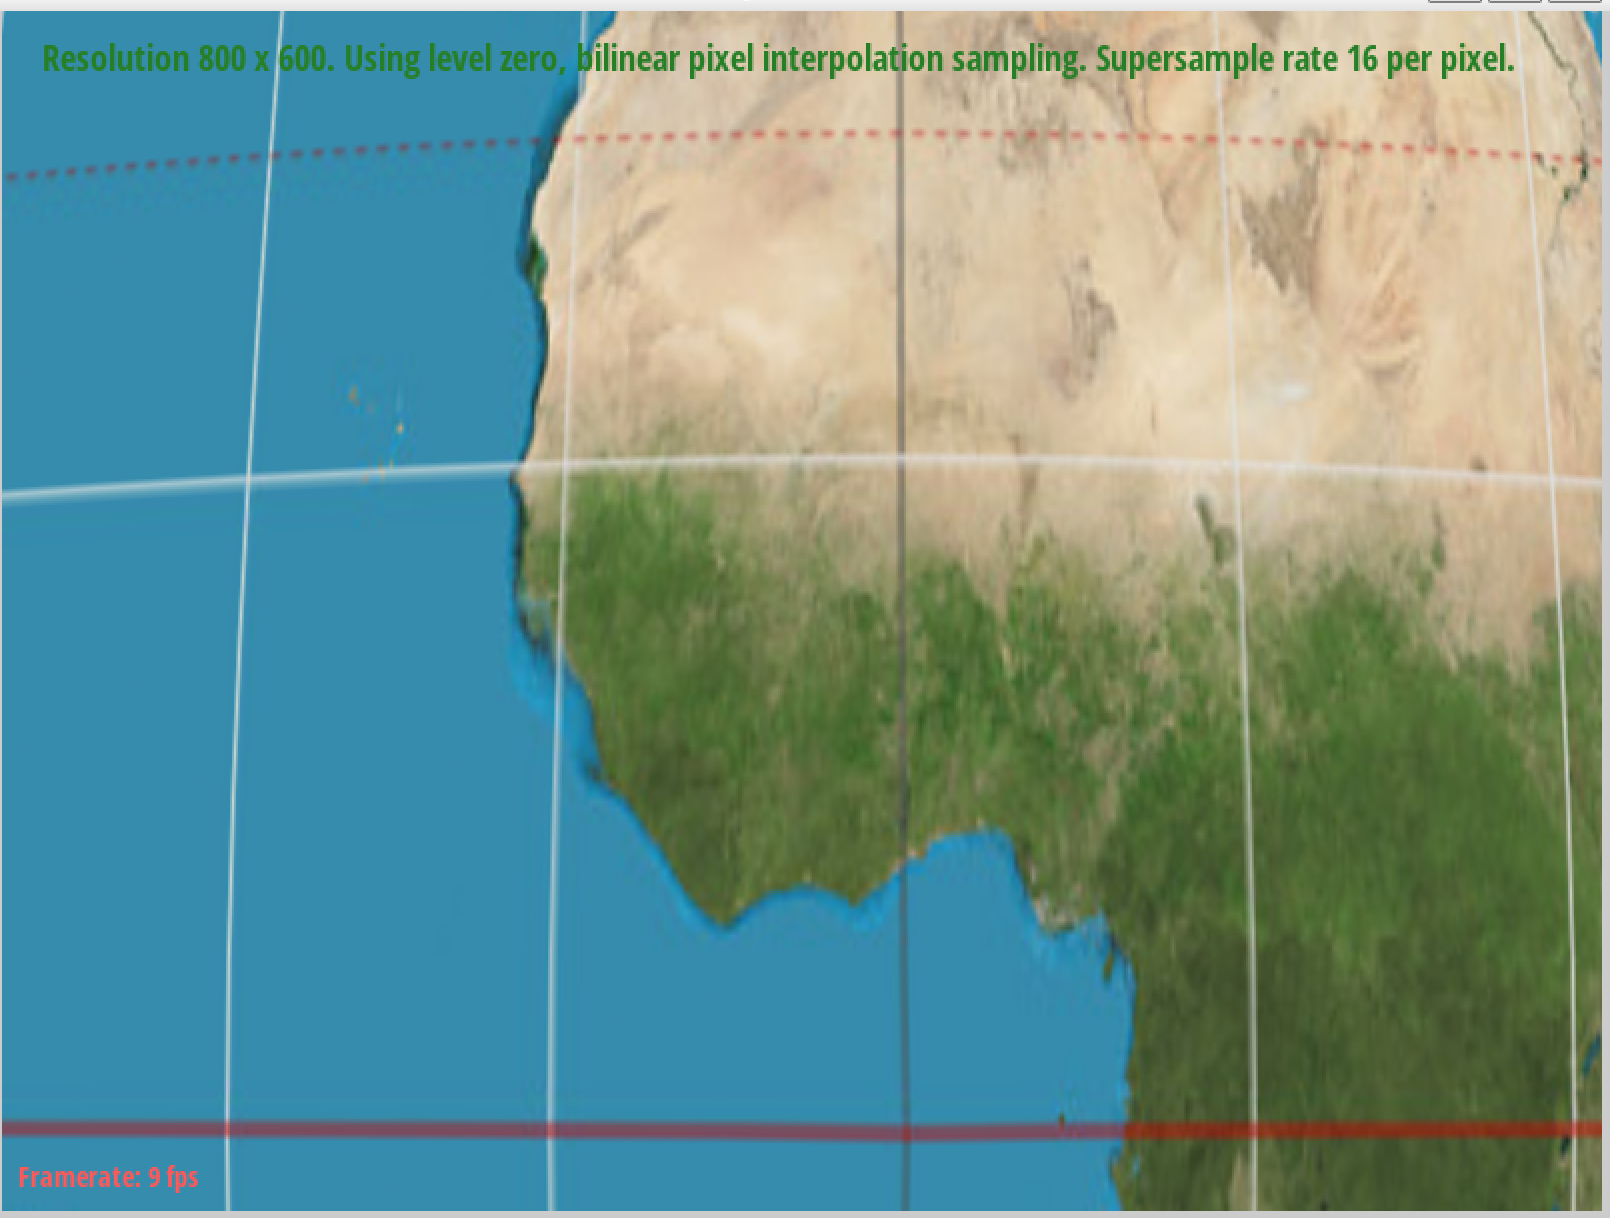 Resolution 800 x 600. Using level zero, bilinear pixel interpolation sampling. Supersample rate 16 per pixel.
Framerate: 9 fps